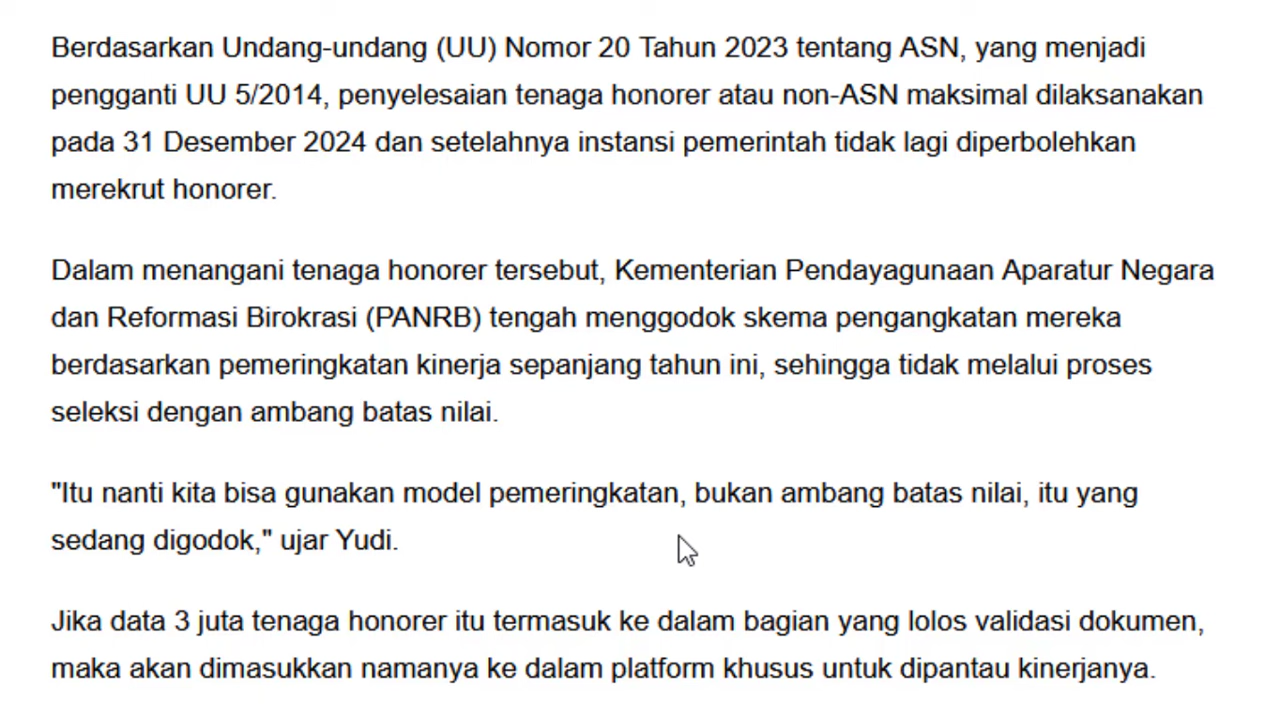 Berdasarkan Undang-undang (UU) Nomor 20 Tahun 2023 tentang ASN, yang menjadi
pengganti UU 5/2014, penyelesaian tenaga honorer atau non-ASN maksimal dilaksanakan
pada 31 Desember 2024 dan setelahnya instansi pemerintah tidak lagi diperbolehkan
merekrut honorer.
Dalam menangani tenaga honorer tersebut, Kementerian Pendayagunaan Aparatur Negara
dan Reformasi Birokrasi (PANRB) tengah menggodok skema pengangkatan mereka
berdasarkan pemeringkatan kinerja sepanjang tahun ini, sehingga tidak melalui proses
seleksi dengan ambang batas nilai.
"Itu nanti kita bisa gunakan model pemeringkatan, bukan ambang batas nilai, itu yang
sedang digodok," ujar Yudi.
Jika data 3 juta tenaga honorer itu termasuk ke dalam bagian yang lolos validasi dokumen,
maka akan dimasukkan namanya ke dalam platform khusus untuk dipantau kinerjanya.